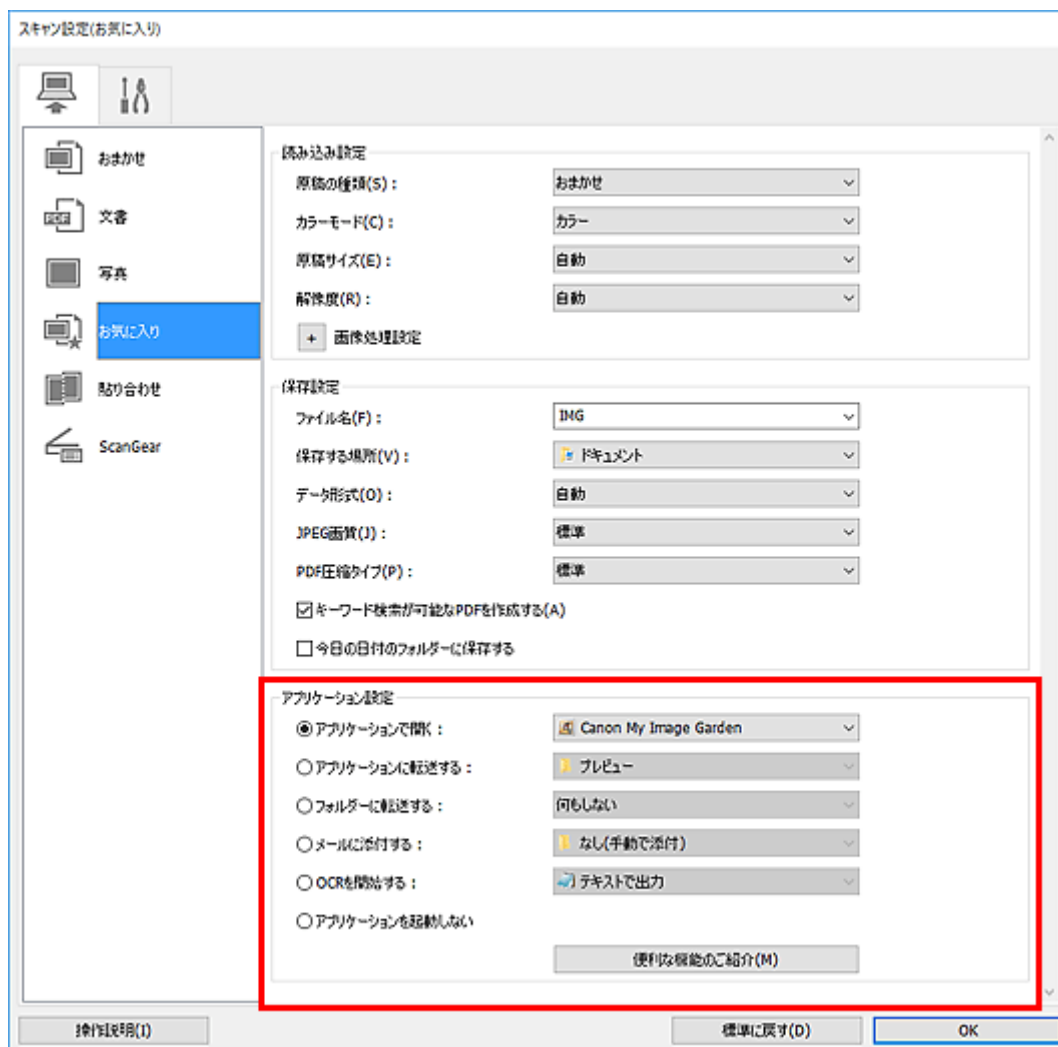 スキャン設定(お気に入り)
おまかせ
文書
写真
お気に入り
貼り合わせ
ScanGear
読み込み設定
原稿の種類(S) : おまかせ
カラーモード(C) : カラー
原稿サイズ(E) : 自動
解像度(R) : 自動
+ 画像処理設定
保存設定
ファイル名(F) : IMG
保存する場所(V) : ドキュメント
データ形式(O) : 自動
JPEG画質(J) : 標準
PDF圧縮タイプ(P) : 標準
キーワード検索が可能なPDFを作成する(A)
今日の日付のフォルダーに保存する
アプリケーション設定
アプリケーションで開く : Canon My Image Garden
アプリケーションに転送する : プレビュー
フォルダーに転送する : 何もしない
メールに添付する : なし(手動で添付)
OCRを開始する : テキストで出力
アプリケーションを起動しない
便利な機能のご紹介(M)
操作説明(I) 標準に戻す(D) OK